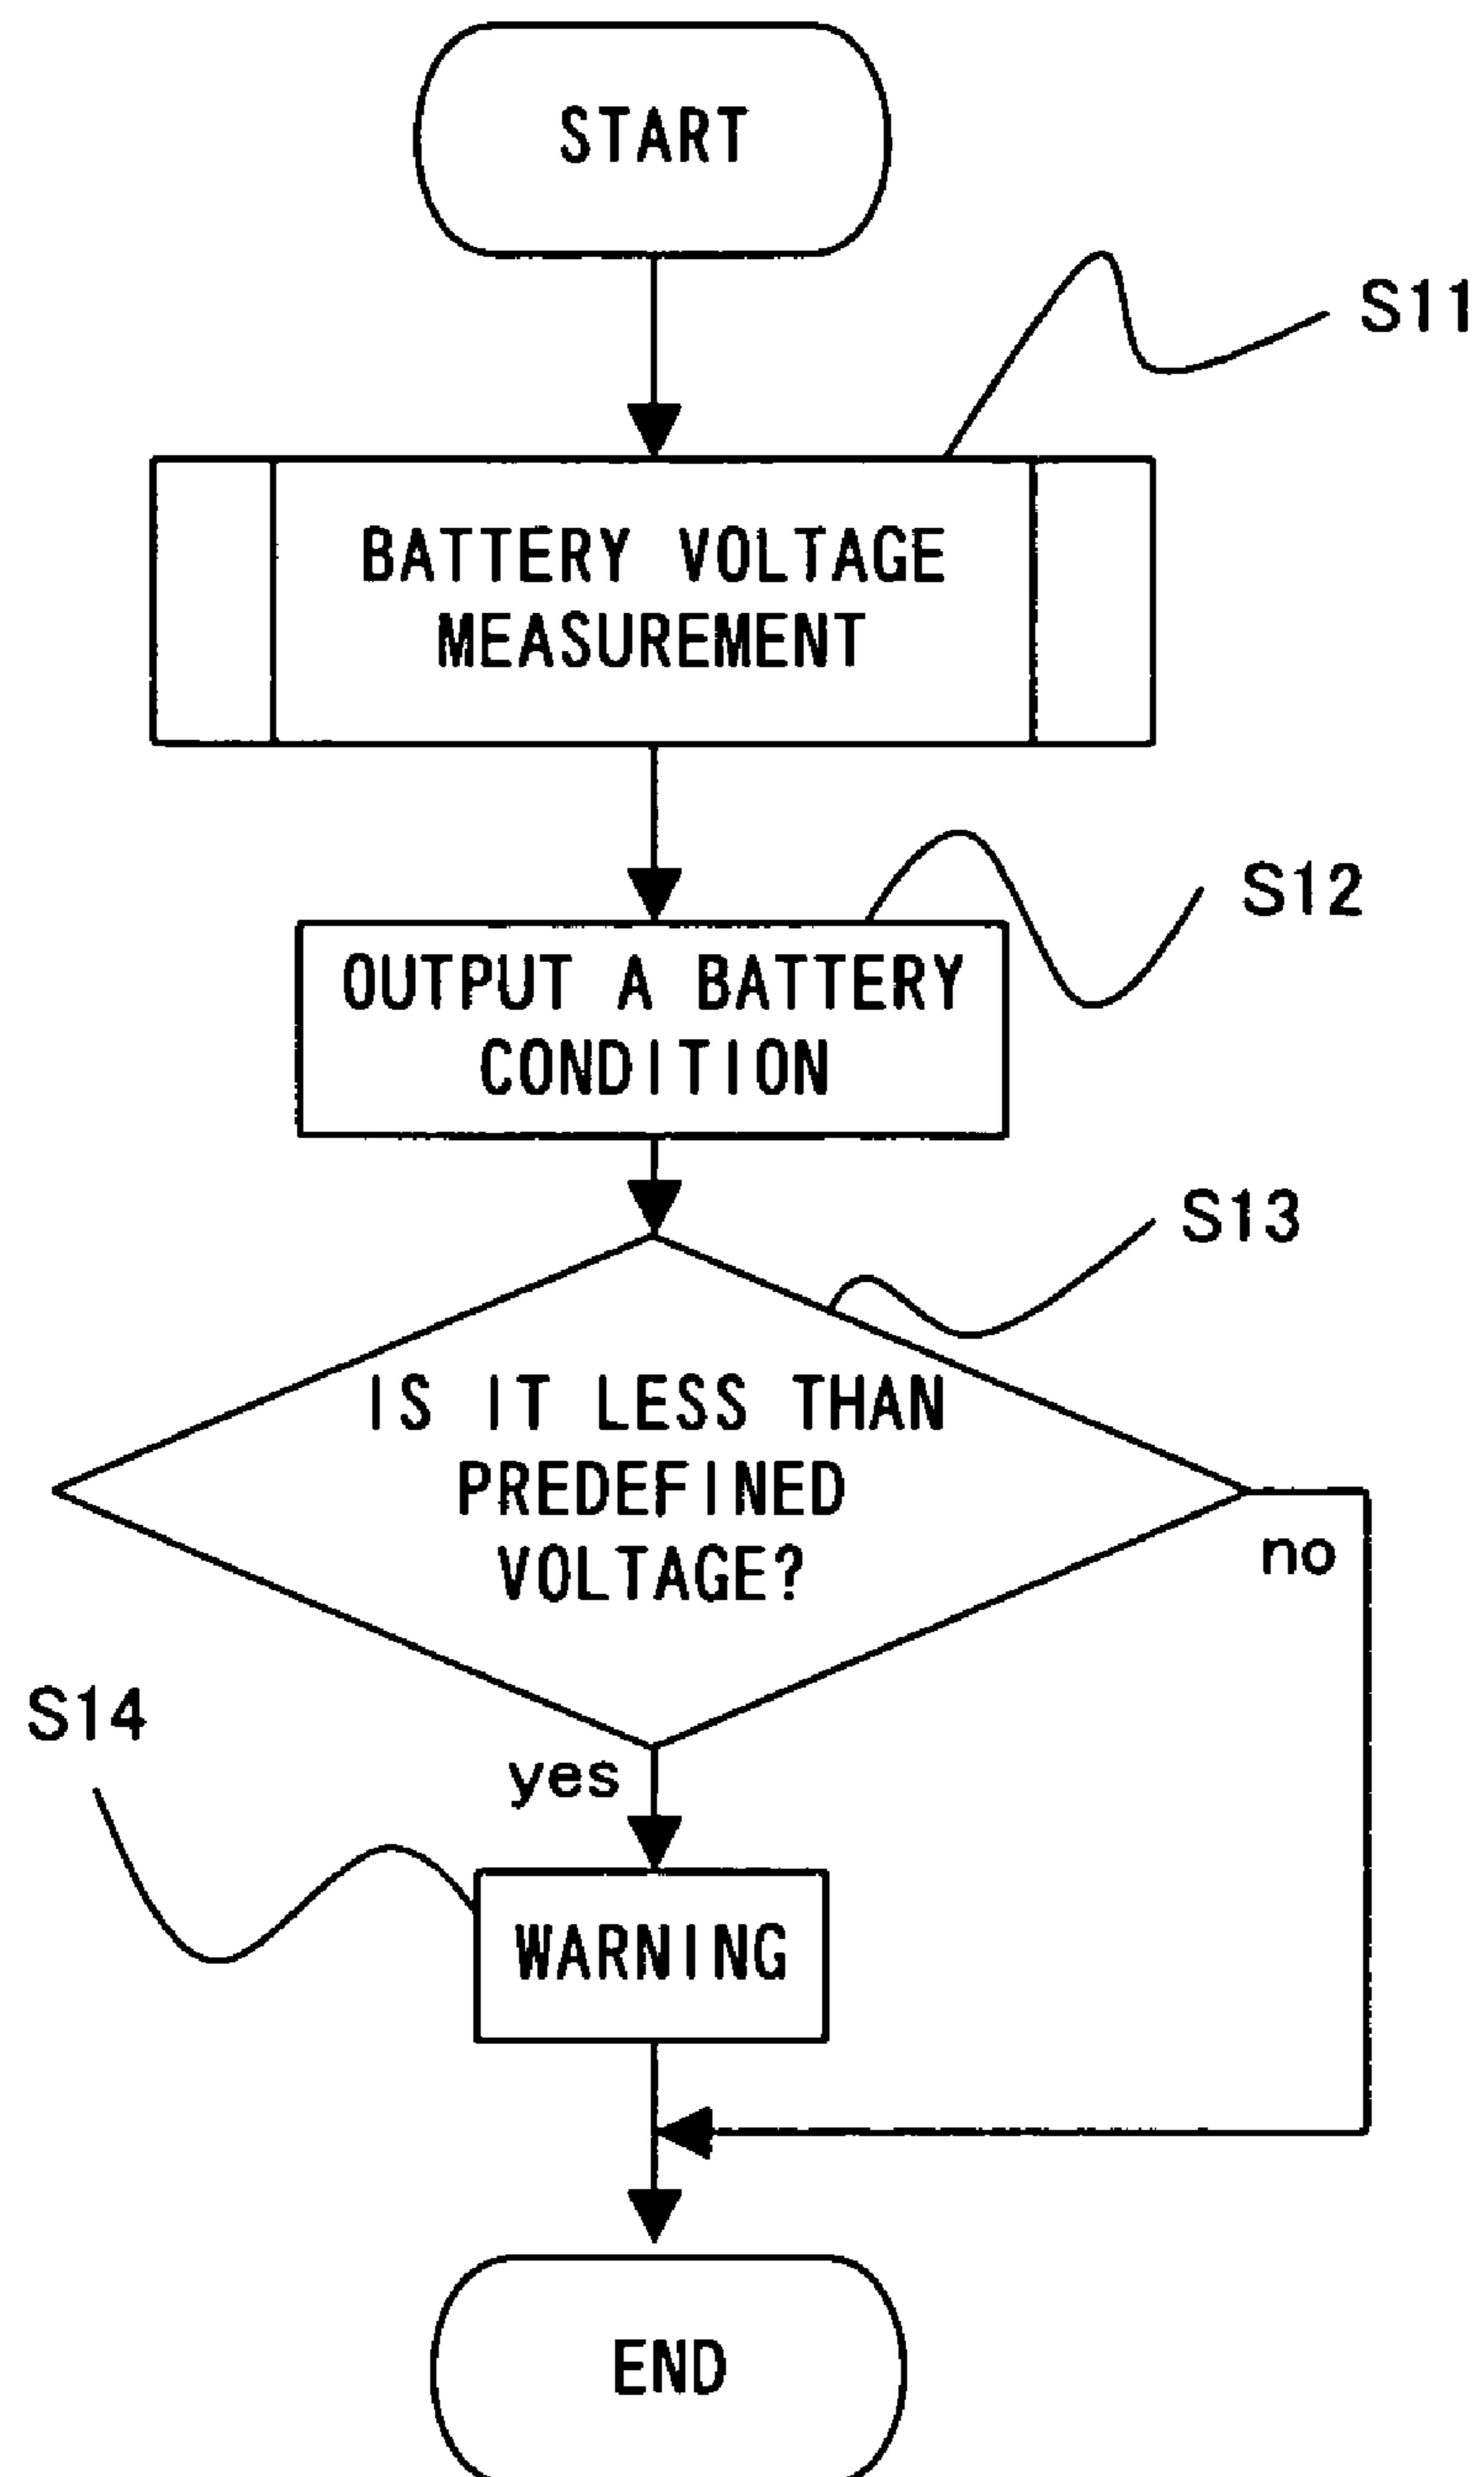 START
S11
BATTERY VOLTAGE
MEASUREMENT
S12
OUTPUT A BATTERY
CONDITION
S13
IS IT LESS THAN
PREDEFINED
VOLTAGE?
no
S14
yes
WARNING
END